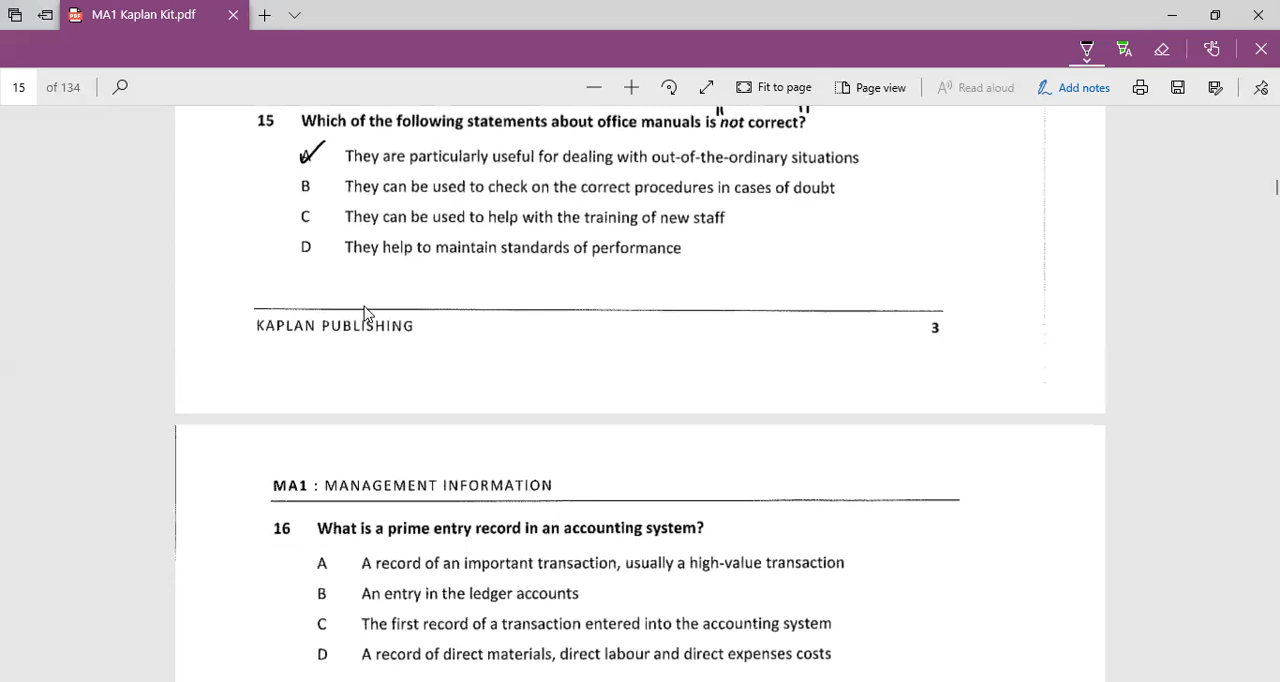 MA1 Kaplan Kit.pdf
15 of 134
Fit to page
Page view
Read aloud
Add notes
15 Which of the following statements about office manuals is not correct?
A They are particularly useful for dealing with out-of-the-ordinary situations
B They can be used to check on the correct procedures in cases of doubt
C They can be used to help with the training of new staff
D They help to maintain standards of performance
KAPLAN PUBLISHING 3
MA1 : MANAGEMENT INFORMATION
16 What is a prime entry record in an accounting system?
A A record of an important transaction, usually a high-value transaction
B An entry in the ledger accounts
C The first record of a transaction entered into the accounting system
D A record of direct materials, direct labour and direct expenses costs